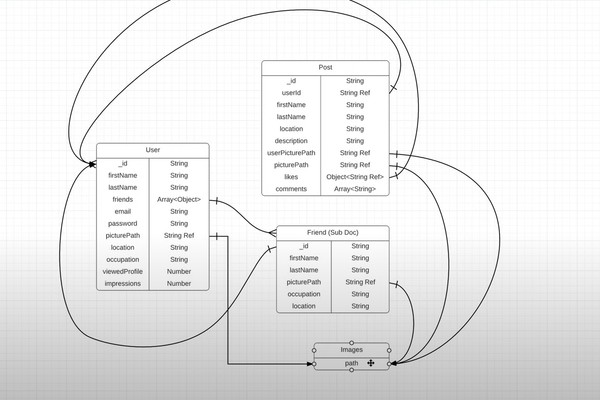 Post
_id String
userId String Ref
firstName String
lastName String
location String
description String
userPicturePath String Ref
picturePath String Ref
likes Object<String Ref>
comments Array<String>
User
_id String
firstName String
lastName String
friends Array<Object>
email String
password String
picturePath String Ref
location String
occupation String
viewedProfile Number
impressions Number
Friend (Sub Doc)
_id String
firstName String
lastName String
picturePath String Ref
occupation String
location String
Images
path